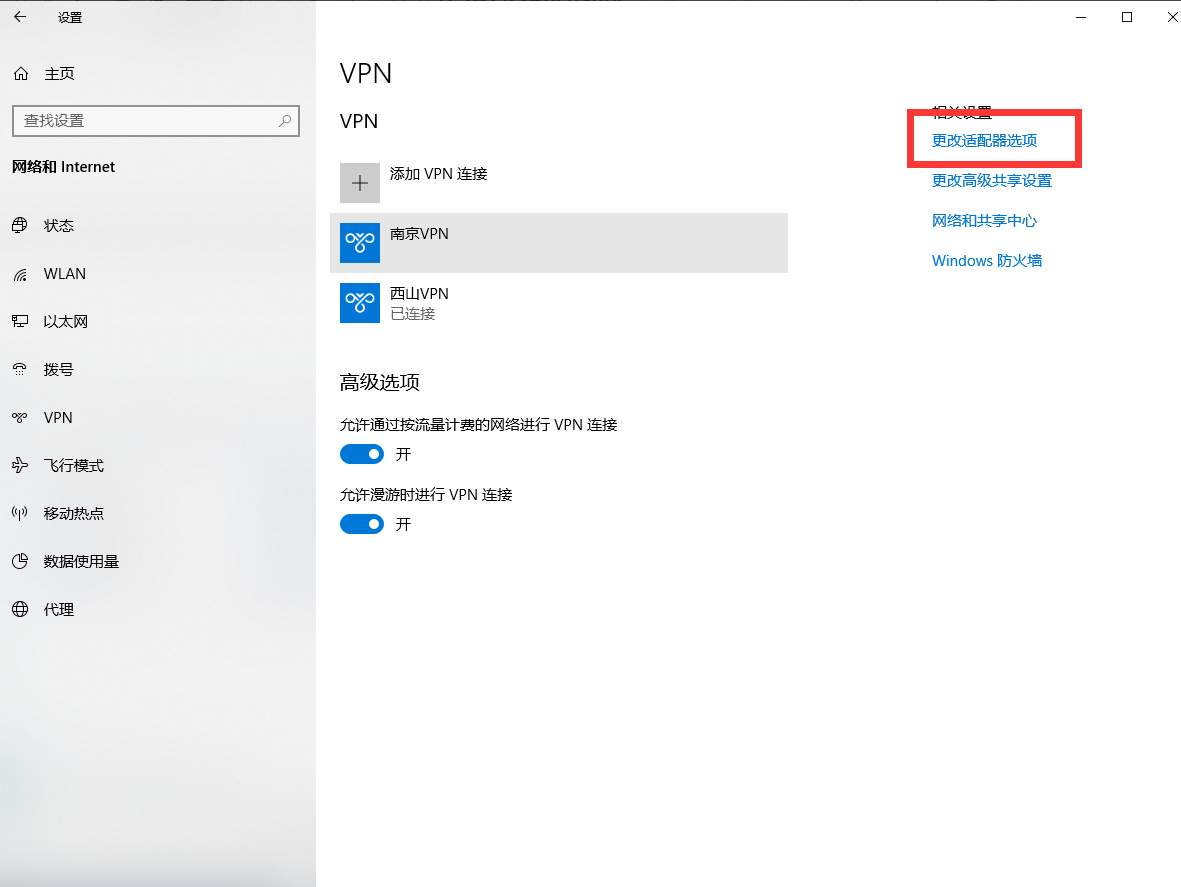 设置
主页
查找设置
网络和 Internet
状态
WLAN
以太网
拨号
VPN
飞行模式
移动热点
数据使用量
代理
VPN
VPN
添加 VPN 连接
南京VPN
西山VPN
已连接
高级选项
允许通过按流量计费的网络进行 VPN 连接
开
允许漫游时进行 VPN 连接
开
相关设置
更改适配器选项
更改高级共享设置
网络和共享中心
Windows 防火墙